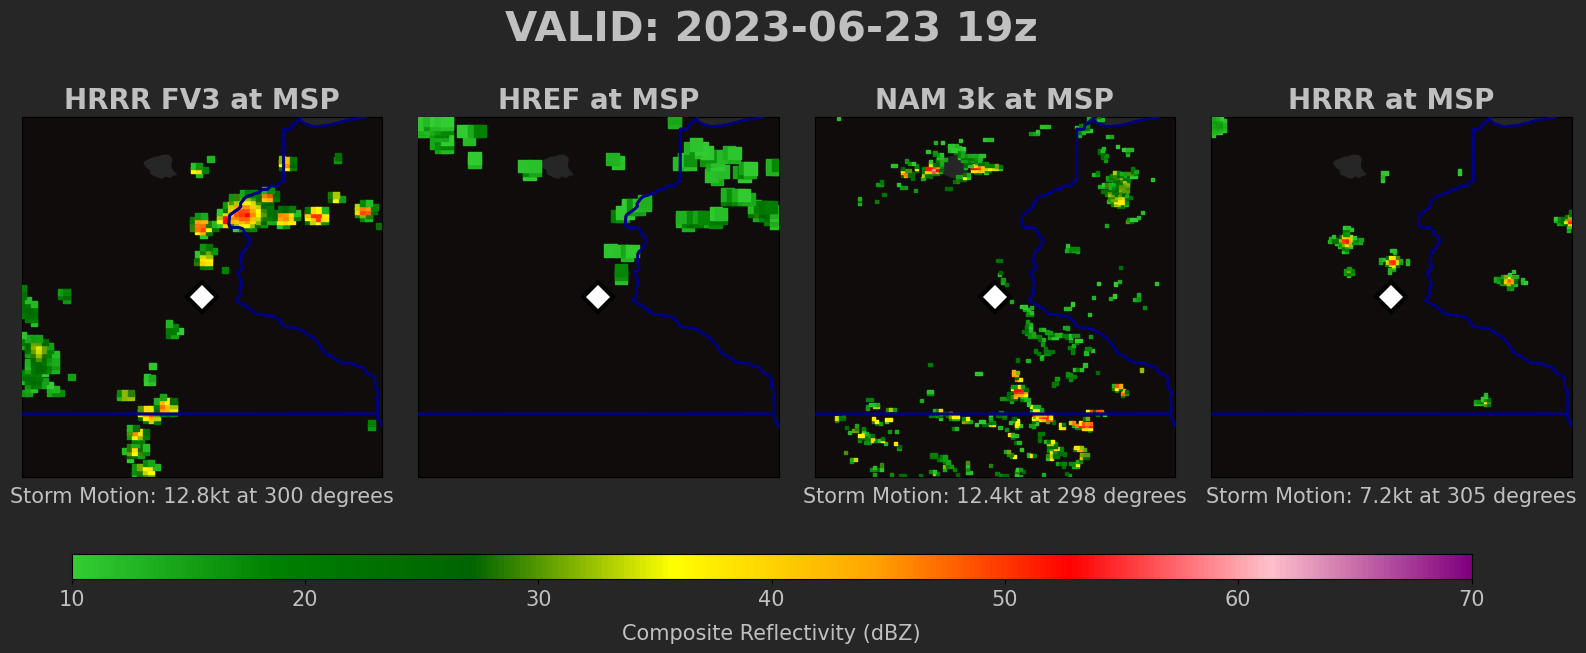 VALID: 2023-06-23 19z
HRRR FV3 at MSP
HREF at MSP
NAM 3k at MSP
HRRR at MSP
Storm Motion: 12.8kt at 300 degrees
Storm Motion: 12.4kt at 298 degrees
Storm Motion: 7.2kt at 305 degrees
10 20 30 40 50 60 70
Composite Reflectivity (dBZ)